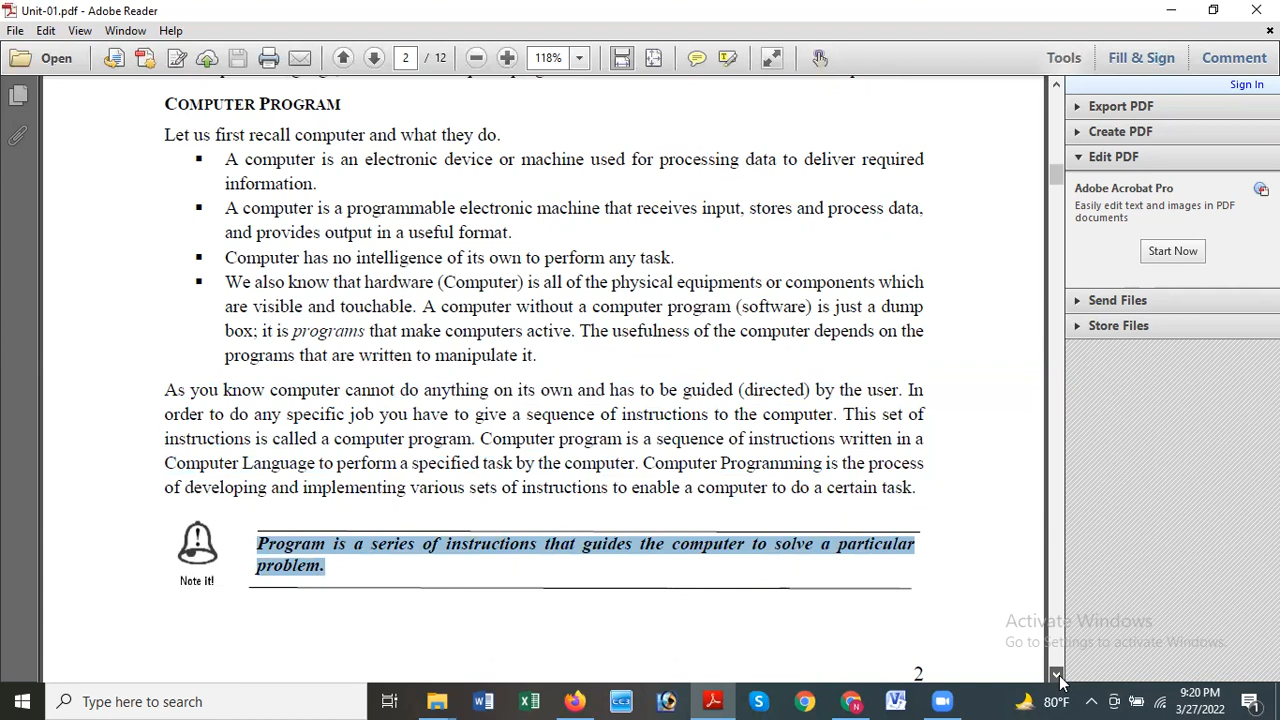 Unit-01.pdf - Adobe Reader
File Edit View Window Help
Open 2 / 12 118% Tools Fill & Sign Comment
Sign In
COMPUTER PROGRAM
Let us first recall computer and what they do.
▪ A computer is an electronic device or machine used for processing data to deliver required
information.
▪ A computer is a programmable electronic machine that receives input, stores and process data,
and provides output in a useful format.
▪ Computer has no intelligence of its own to perform any task.
▪ We also know that hardware (Computer) is all of the physical equipments or components which
are visible and touchable. A computer without a computer program (software) is just a dump
box; it is programs that make computers active. The usefulness of the computer depends on the
programs that are written to manipulate it.
As you know computer cannot do anything on its own and has to be guided (directed) by the user. In
order to do any specific job you have to give a sequence of instructions to the computer. This set of
instructions is called a computer program. Computer program is a sequence of instructions written in a
Computer Language to perform a specified task by the computer. Computer Programming is the process
of developing and implementing various sets of instructions to enable a computer to do a certain task.
Note it!
Program is a series of instructions that guides the computer to solve a particular
problem.
2
Export PDF
Create PDF
Edit PDF
Adobe Acrobat Pro
Easily edit text and images in PDF
documents
Start Now
Send Files
Store Files
Activate Windows
Go to Settings to activate Windows.
Type here to search
80°F
9:20 PM
3/27/2022